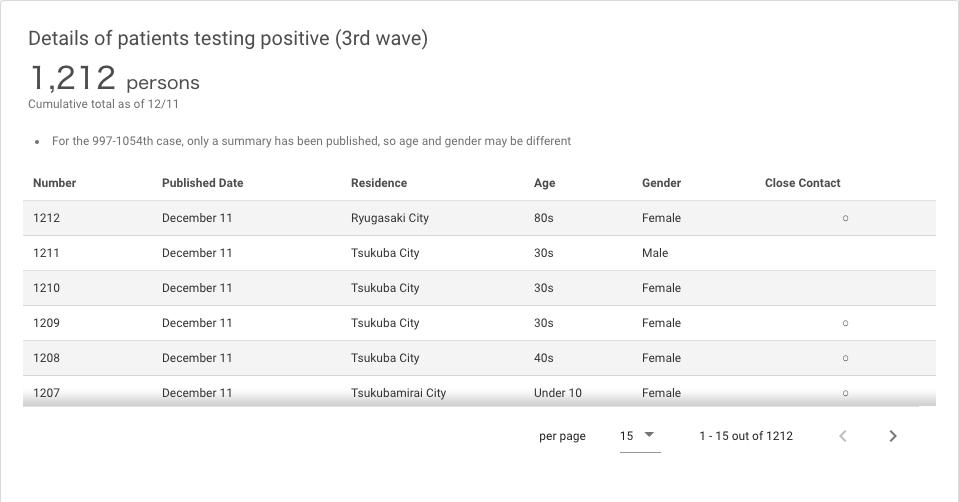 Details of patients testing positive (3rd wave)
1,212 persons
Cumulative total as of 12/11
• For the 997-1054th case, only a summary has been published, so age and gender may be different
Number Published Date Residence Age Gender Close Contact
1212 December 11 Ryugasaki City 80s Female ○
1211 December 11 Tsukuba City 30s Male
1210 December 11 Tsukuba City 30s Female
1209 December 11 Tsukuba City 30s Female ○
1208 December 11 Tsukuba City 40s Female ○
1207 December 11 Tsukubamirai City Under 10 Female ○
per page 15 1 - 15 out of 1212